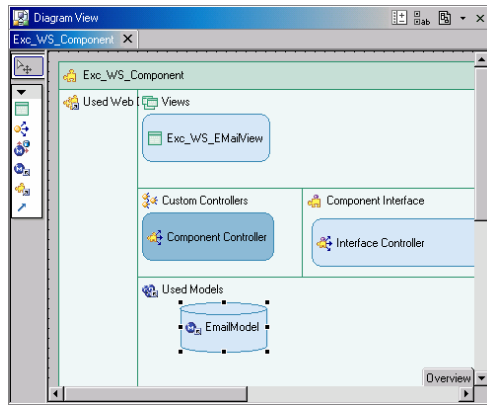 Diagram View
Exc_WS_Component
Exc_WS_Component
Used Web
Views
Exc_WS_EMailView
Custom Controllers
Component Interface
Component Controller
Interface Controller
Used Models
EmailModel
Overview